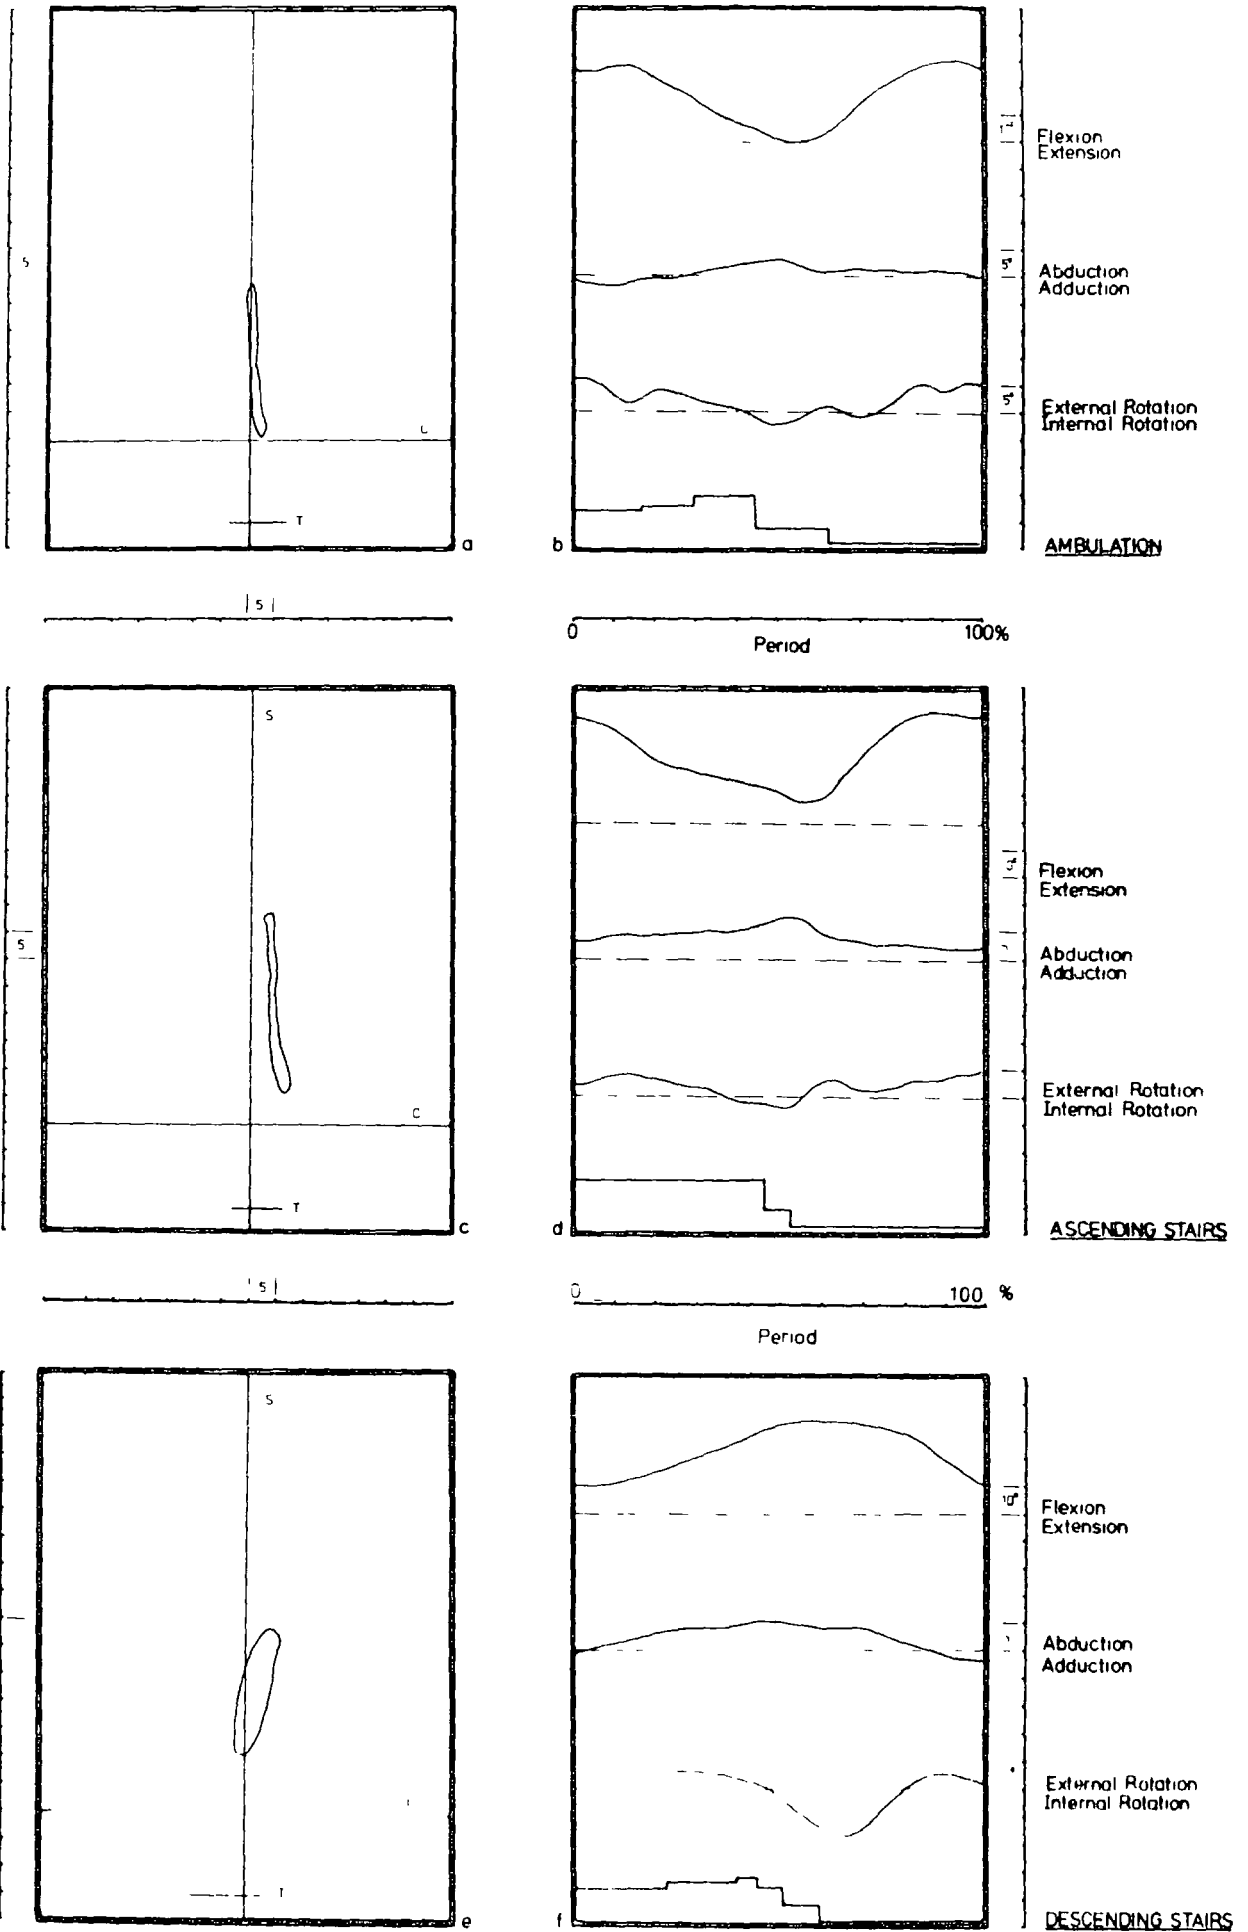 5
L
T
a
5
Flexion
Extension
5°
Abduction
Adduction
5°
External Rotation
Internal Rotation
b
AMBULATION
0
100%
Period
S
5
C
T
c
5
Flexion
Extension
Abduction
Adduction
External Rotation
Internal Rotation
d
ASCENDING STAIRS
0
100 %
Period
S
e
10°
Flexion
Extension
Abduction
Adduction
External Rotation
Internal Rotation
f
DESCENDING STAIRS